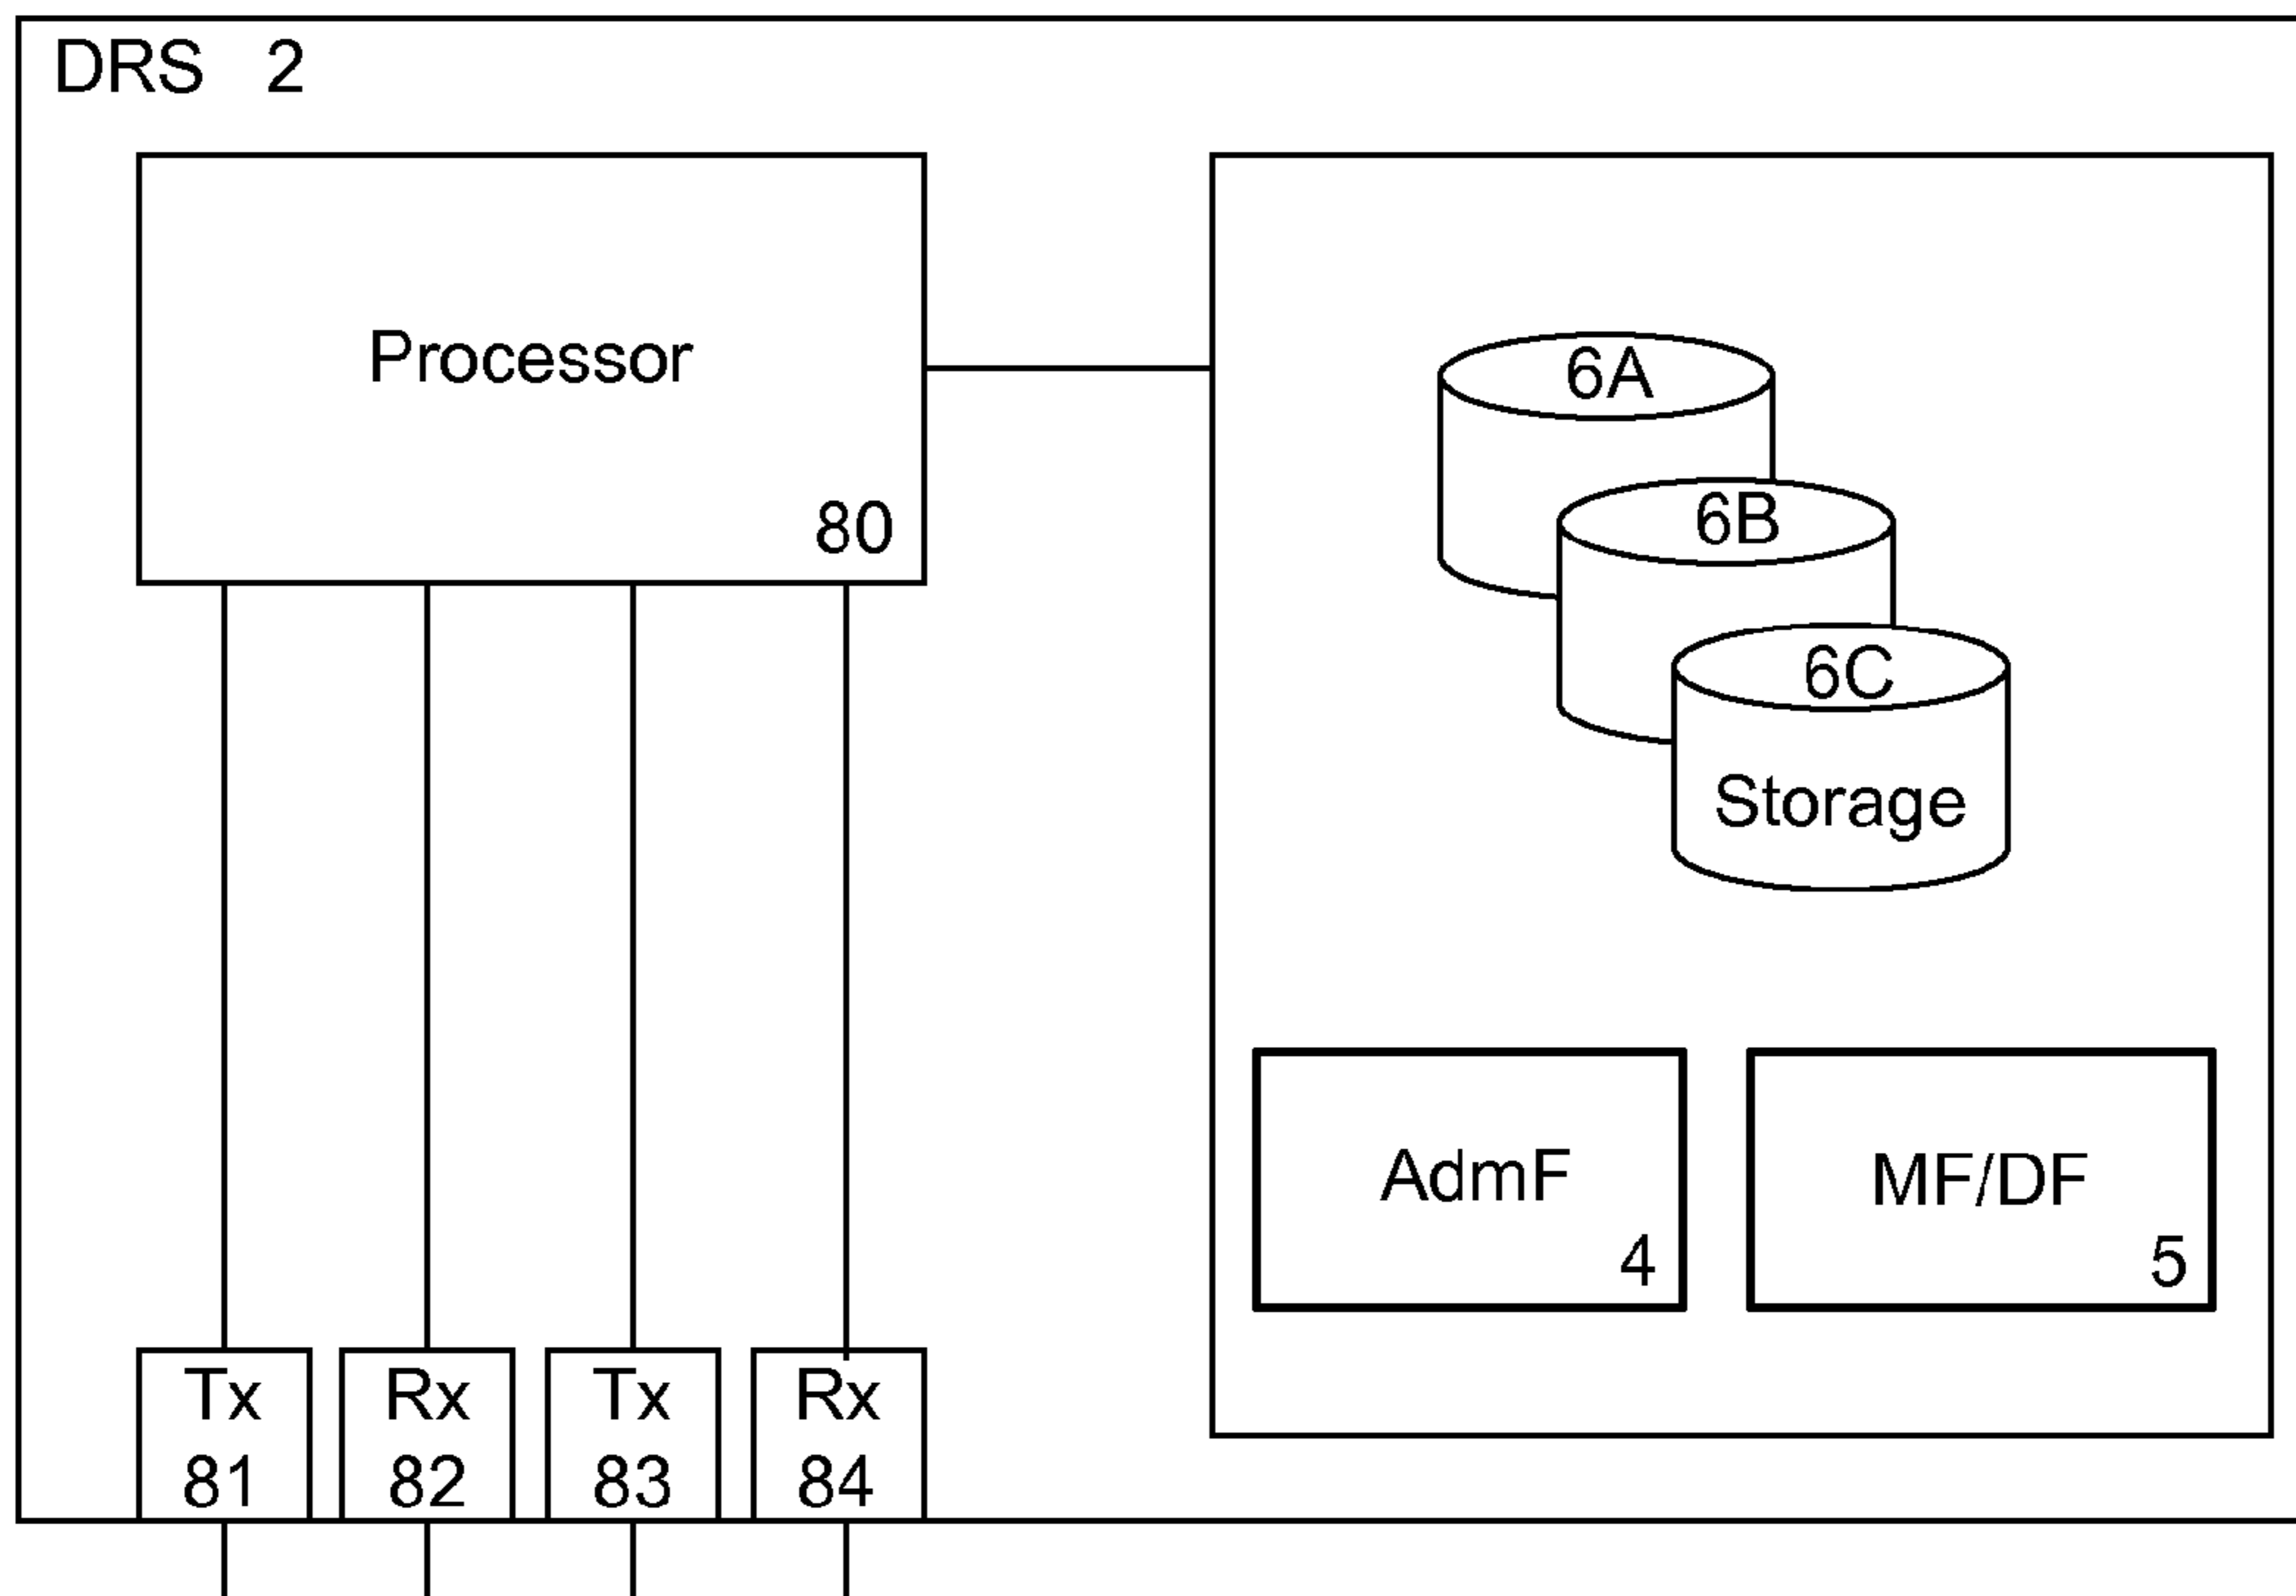 DRS 2
Processor
80
6A
6B
6C
Storage
AdmF
4
MF/DF
5
Tx
81
Rx
82
Tx
83
Rx
84